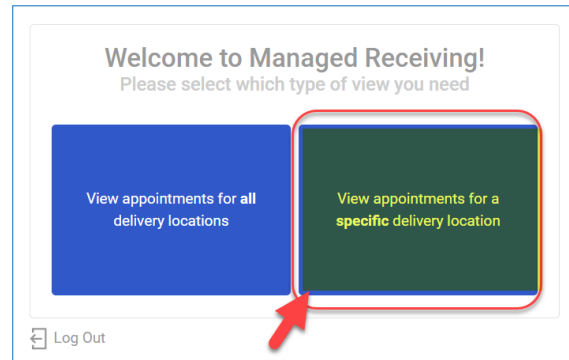 Welcome to Managed Receiving!
Please select which type of view you need
View appointments for all
delivery locations
View appointments for a
specific delivery location
Log Out